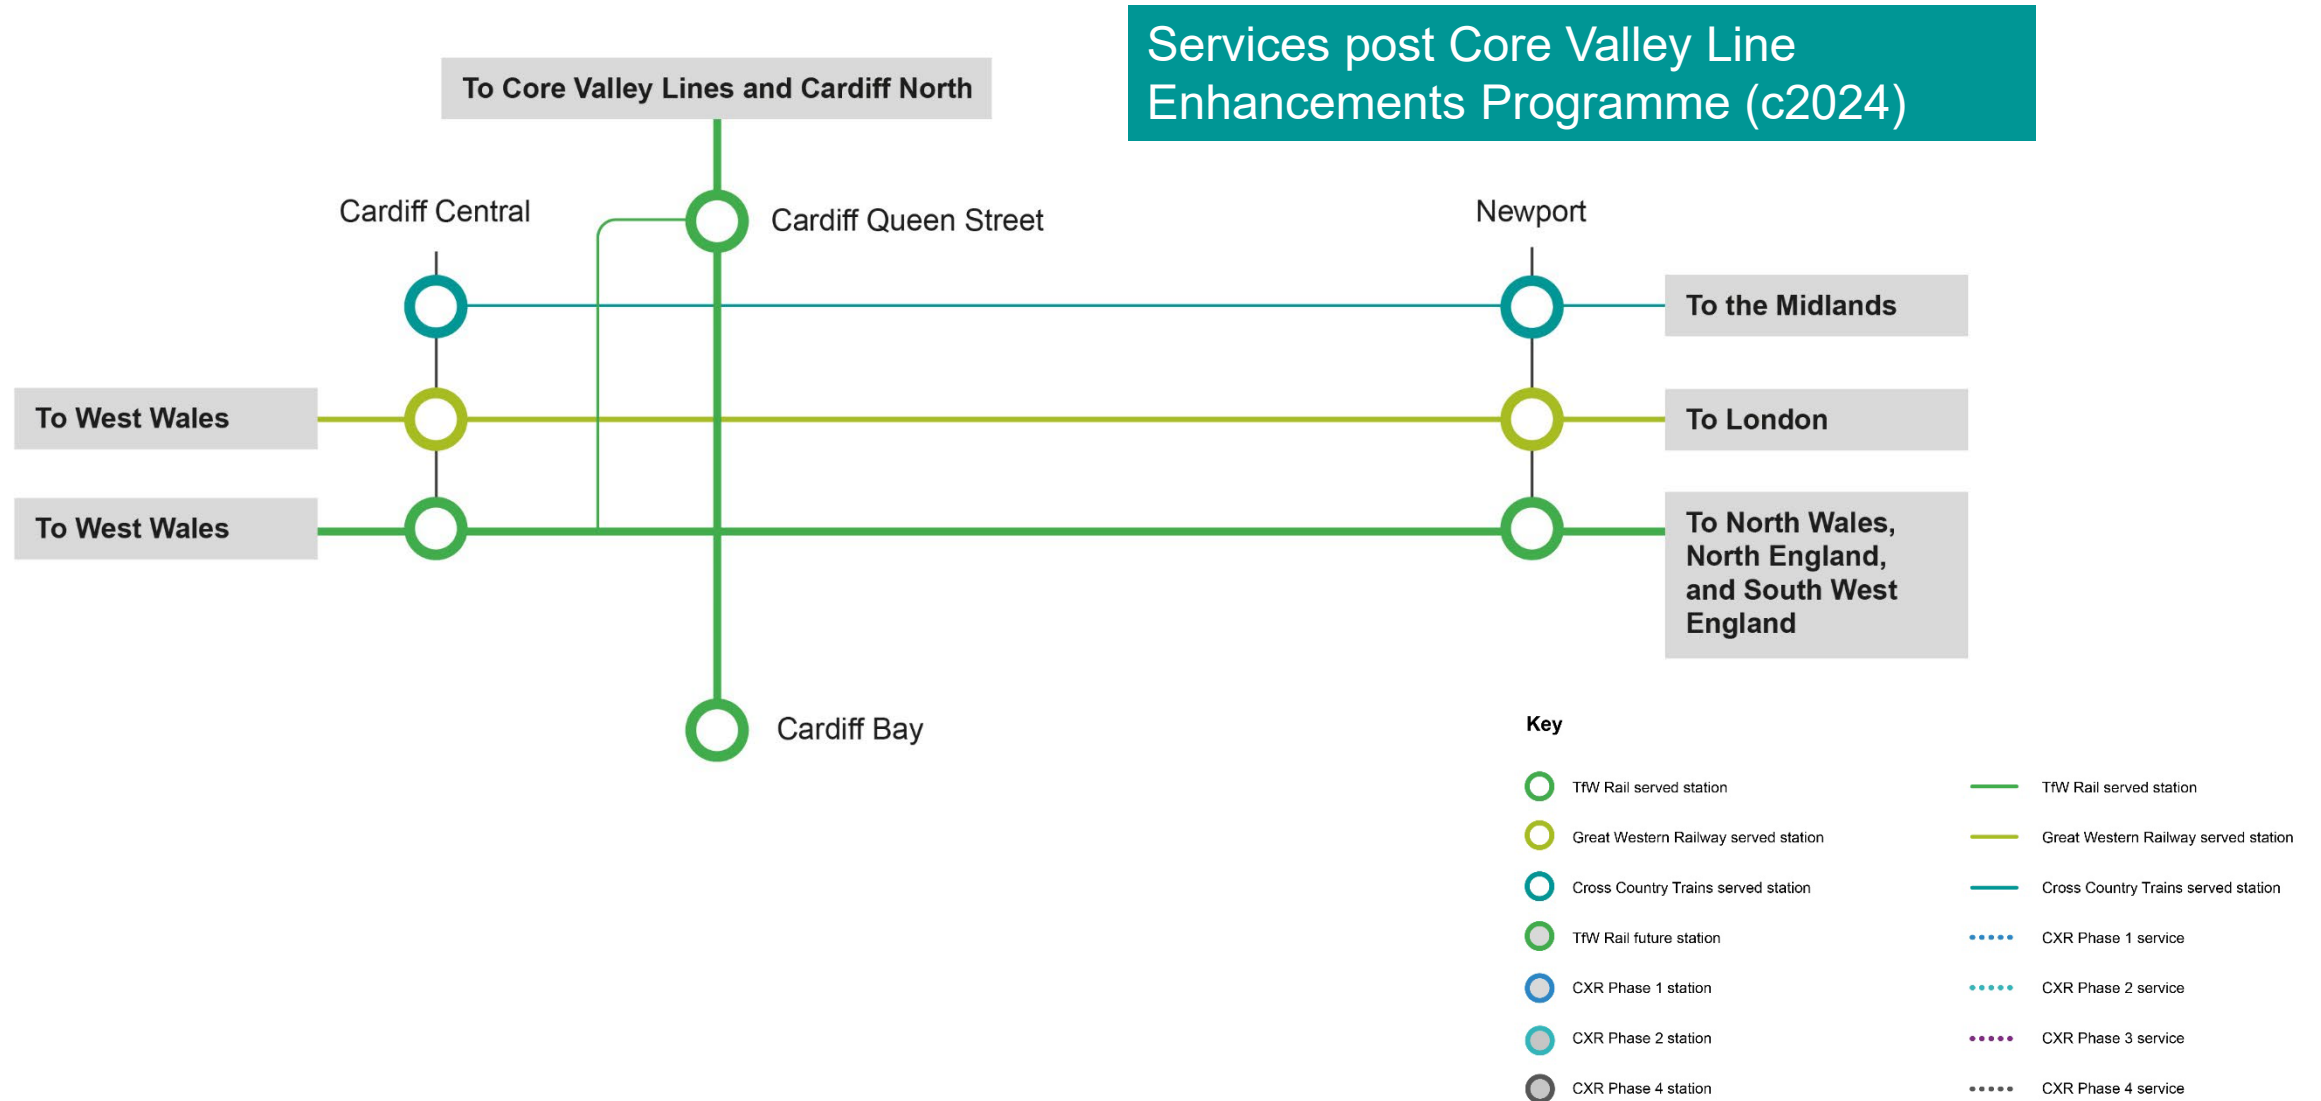 Services post Core Valley Line
Enhancements Programme (c2024)
To Core Valley Lines and Cardiff North
Cardiff Central
Cardiff Queen Street
Newport
To the Midlands
To West Wales
To London
To West Wales
To North Wales,
North England,
and South West
England
Cardiff Bay
Key
TfW Rail served station
TfW Rail served station
Great Western Railway served station
Great Western Railway served station
Cross Country Trains served station
Cross Country Trains served station
TfW Rail future station
CXR Phase 1 service
CXR Phase 1 station
CXR Phase 2 service
CXR Phase 2 station
CXR Phase 3 service
CXR Phase 4 station
CXR Phase 4 service